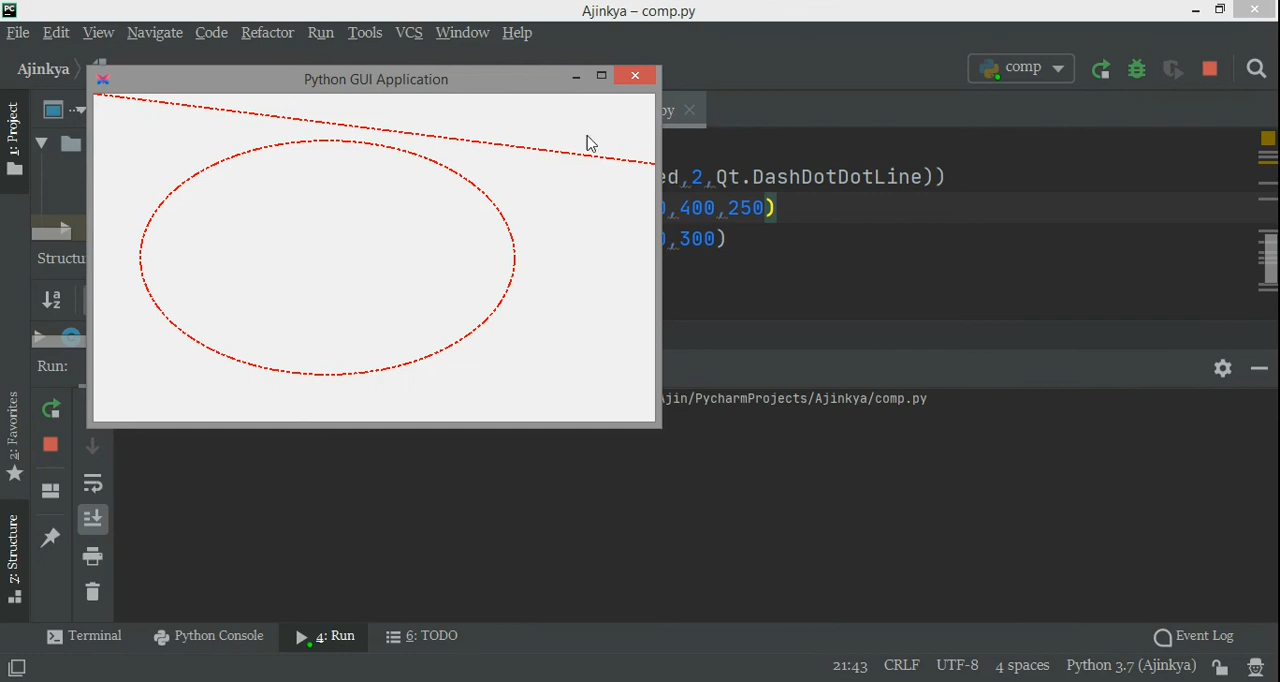 PC
Ajinkya – comp.py
File Edit View Navigate Code Refactor Run Tools VCS Window Help
Ajinkya
comp
Python GUI Application
py
1: Project
ed,2,Qt.DashDotDotLine))
,400,250)
,300)
Structu
Run:
jin/PycharmProjects/Ajinkya/comp.py
2: Favorites
7: Structure
Terminal Python Console 4: Run 6: TODO Event Log
21:43 CRLF UTF-8 4 spaces Python 3.7 (Ajinkya)